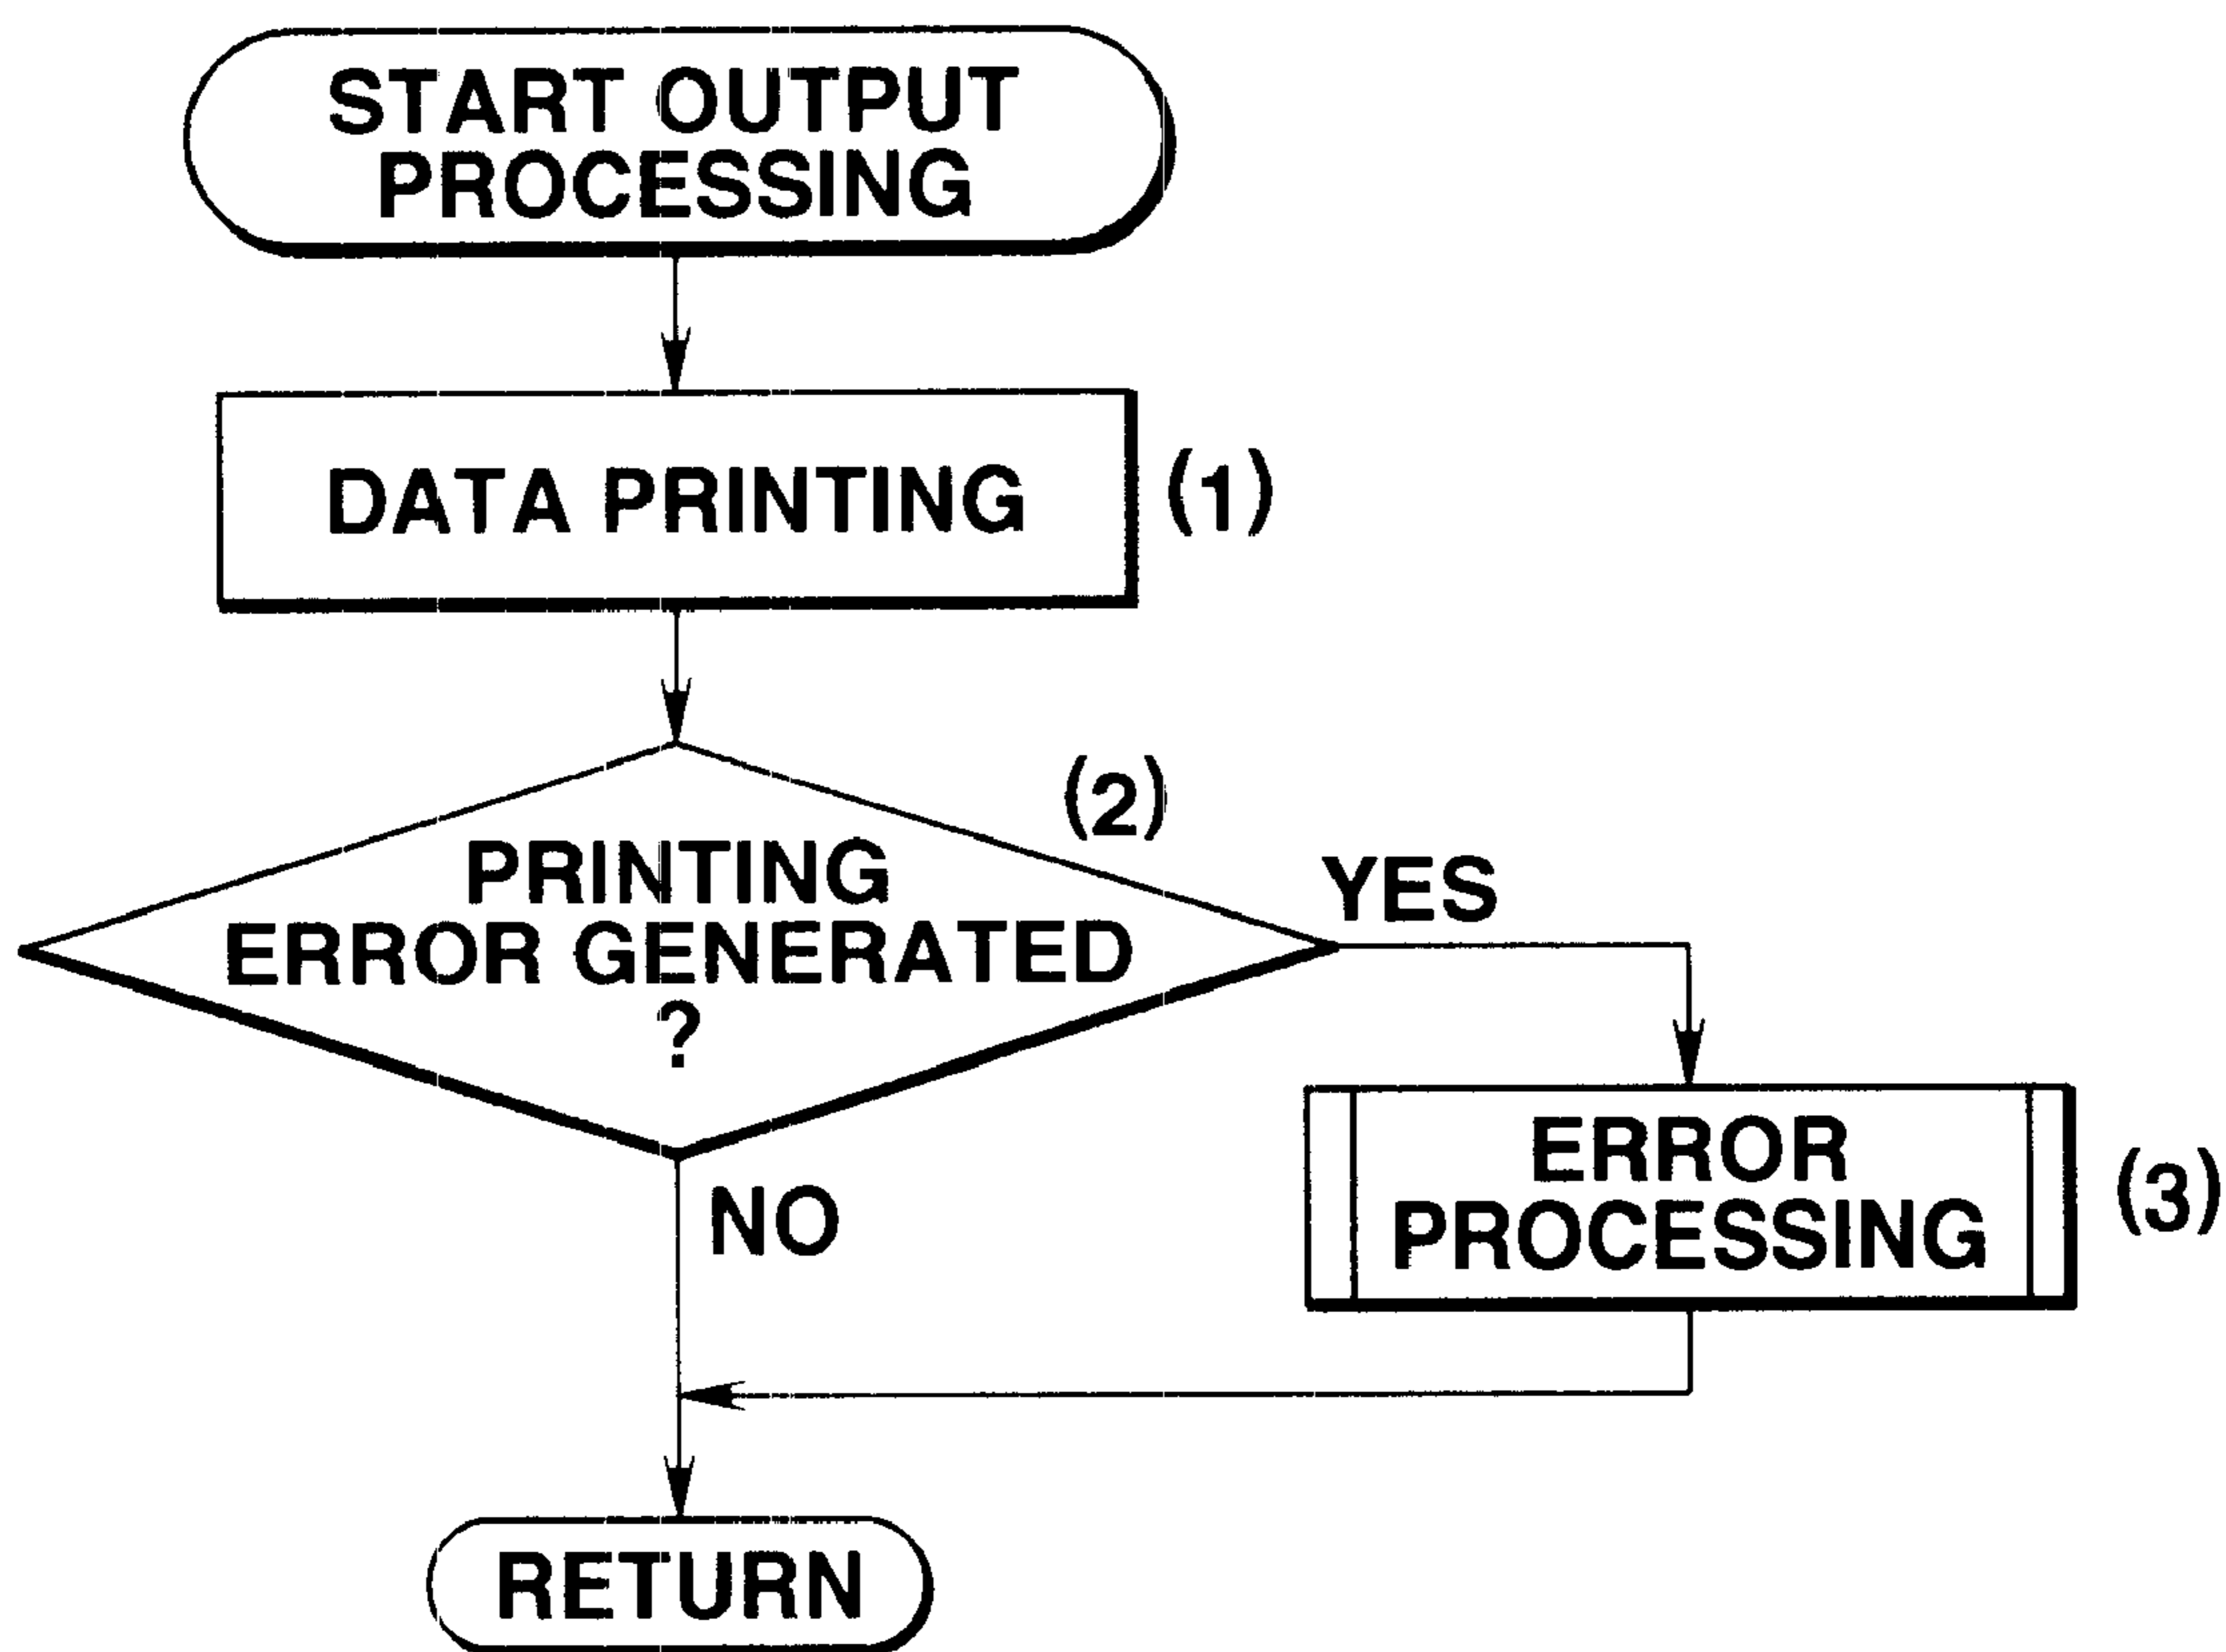 START OUTPUT
PROCESSING
DATA PRINTING
(1)
(2)
PRINTING
ERROR GENERATED
?
YES
NO
ERROR
PROCESSING
(3)
RETURN